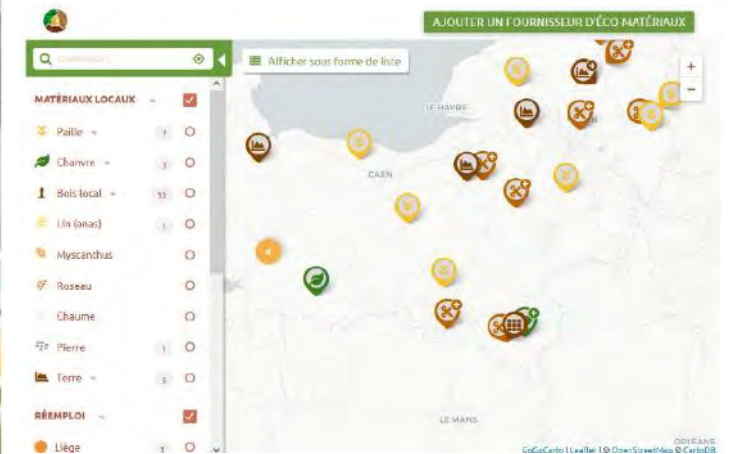 AJOUTER UN FOURNISSEUR D'ÉCO-MATÉRIAUX
Afficher sous forme de liste
MATÉRIAUX LOCAUX
Paille
Chanvre 3
Bois local 12
Lin (anas) 1
Myscanthus
Roseau
Chaume
Pierre 1
Terre 5
RÉEMPLOI
Liège 1
LE HAVRE
CAEN
LE MANS
ORLEANS
+
−
GoGoCarto | Leaflet | © OpenStreetMap © CartoDB